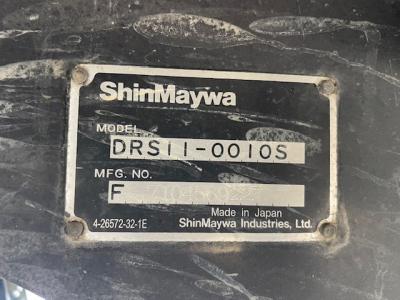 ShinMaywa
MODEL
DRS11-0010S
MFG. NO.
F
Made in Japan
4-26572-32-1E
ShinMaywa Industries, Ltd.